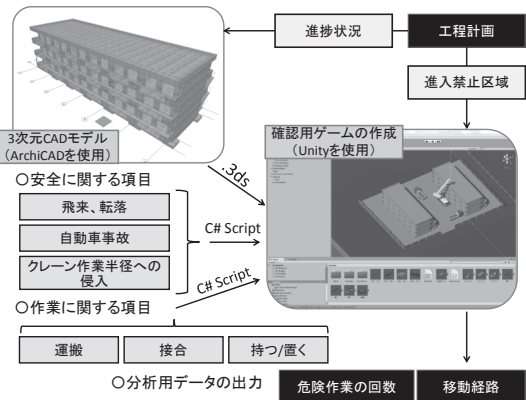 進捗状況
工程計画
進入禁止区域
3次元CADモデル
（ArchiCADを使用）
確認用ゲームの作成
（Unityを使用）
.3ds
○安全に関する項目
飛来、転落
自動車事故
クレーン作業半径への
侵入
C# Script
C# Script
○作業に関する項目
運搬
接合
持つ/置く
○分析用データの出力
危険作業の回数
移動経路